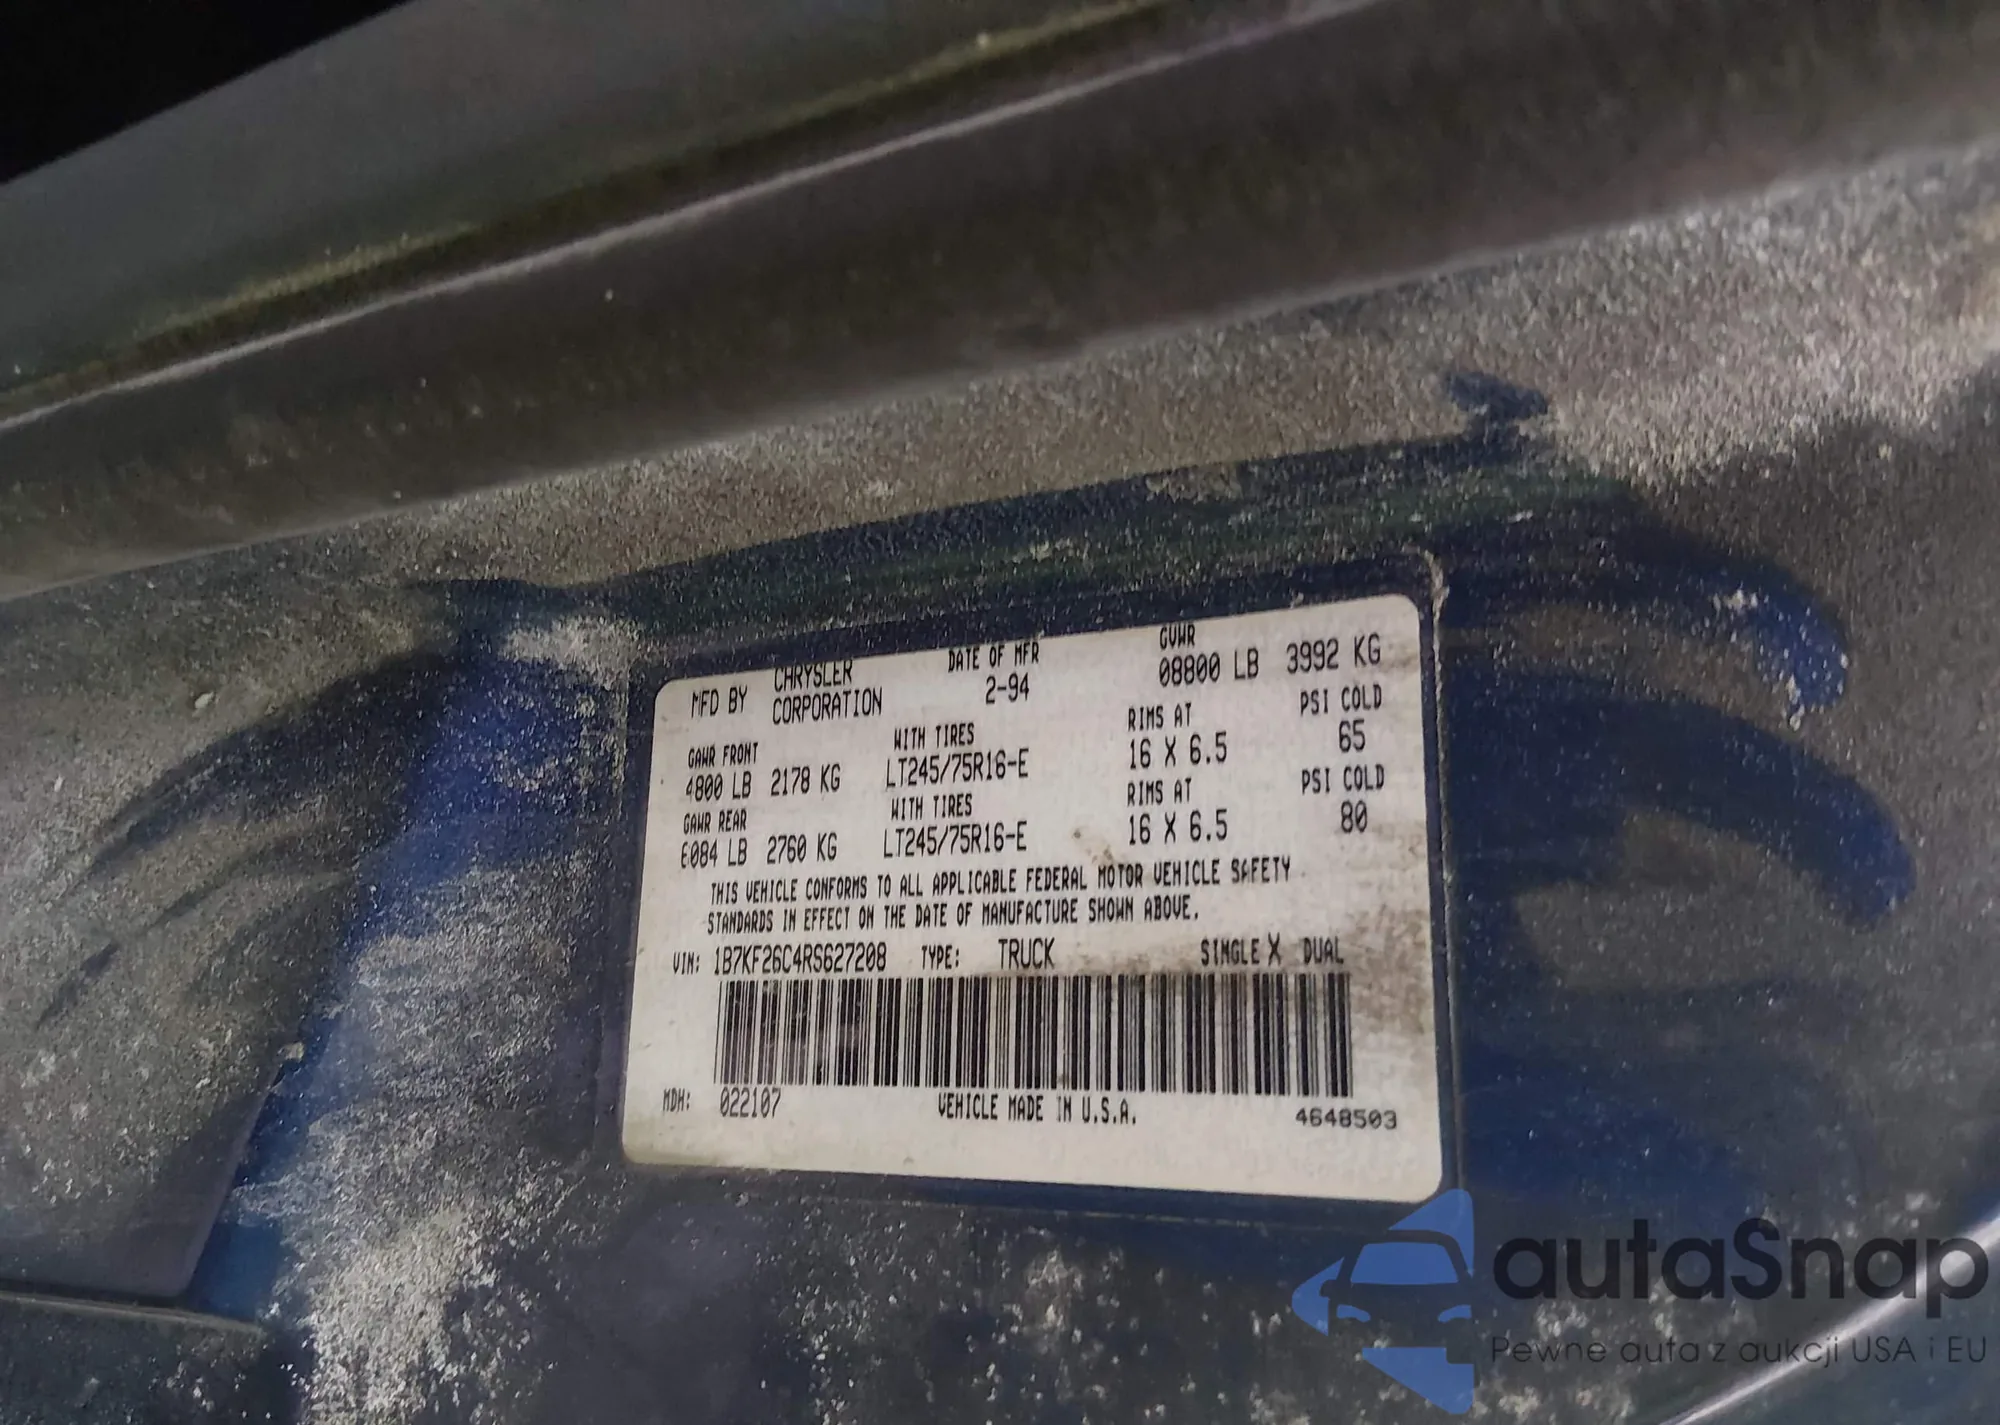 MFD BY CHRYSLER CORPORATION DATE OF MFR 2-94 GVWR 08800 LB 3992 KG
GAWR FRONT WITH TIRES RIMS AT PSI COLD
4800 LB 2178 KG LT245/75R16-E 16 X 6.5 65
GAWR REAR WITH TIRES RIMS AT PSI COLD
6084 LB 2760 KG LT245/75R16-E 16 X 6.5 80
THIS VEHICLE CONFORMS TO ALL APPLICABLE FEDERAL MOTOR VEHICLE SAFETY
STANDARDS IN EFFECT ON THE DATE OF MANUFACTURE SHOWN ABOVE.
VIN: 1B7KF26C4RS627208 TYPE: TRUCK SINGLE X DUAL
MDH: 022107 VEHICLE MADE IN U.S.A. 4648503
autaSnap
Pewne auta z aukcji USA i EU